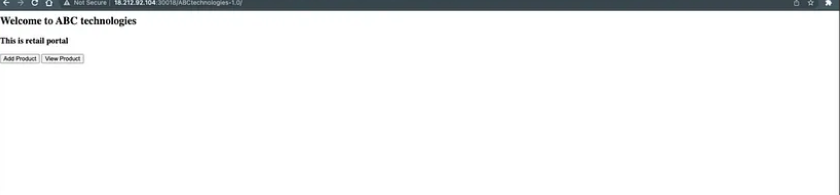 Not Secure | 18.212.92.104:30018/ABCtechnologies-1.0/
Welcome to ABC technologies
This is retail portal
Add Product View Product